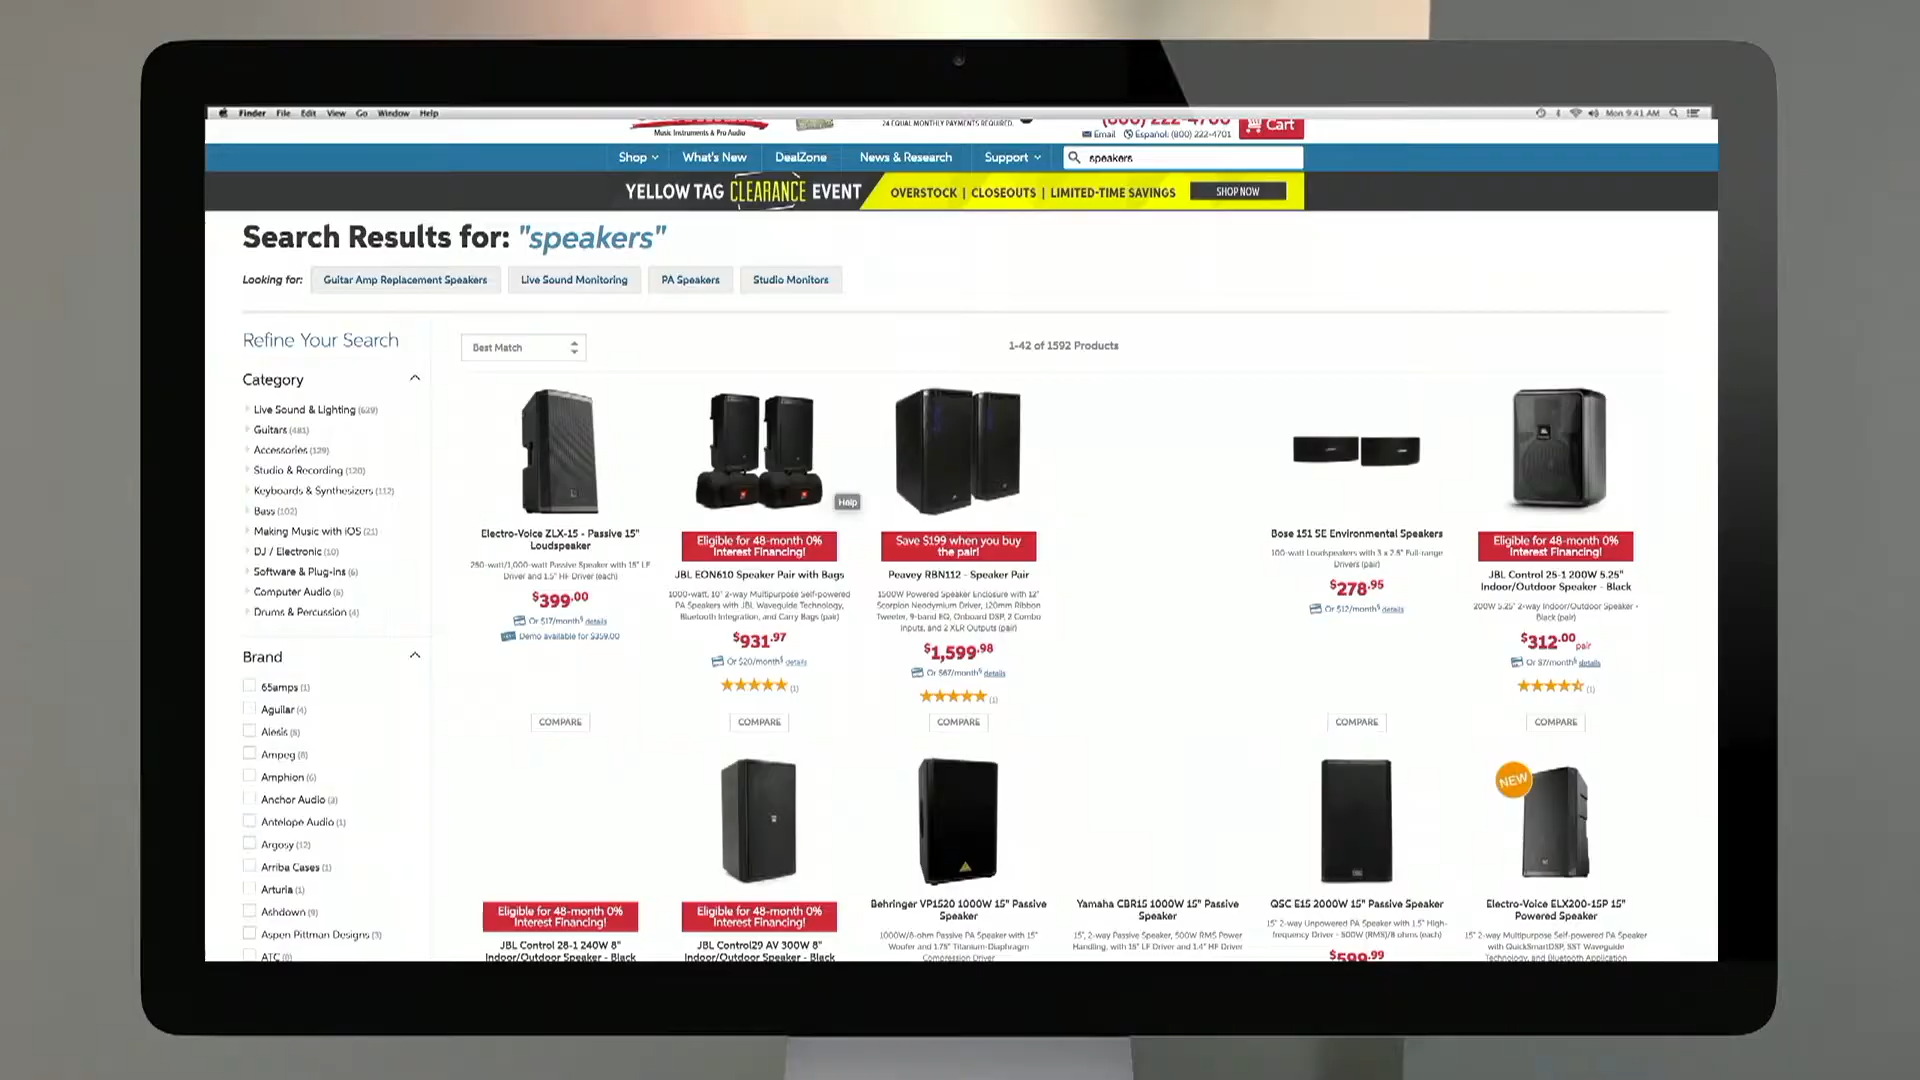 Finder File Edit View Go Window Help
Mon 9:41 AM
Music Instruments & Pro Audio
24 EQUAL MONTHLY PAYMENTS REQUIRED.
(800) 222-4700
Email Español: (800) 222-4701
Cart
Shop What's New DealZone News & Research Support speakers
YELLOW TAG CLEARANCE EVENT OVERSTOCK | CLOSEOUTS | LIMITED-TIME SAVINGS SHOP NOW
Search Results for: "speakers"
Looking for: Guitar Amp Replacement Speakers Live Sound Monitoring PA Speakers Studio Monitors
Refine Your Search
Best Match
1-42 of 1592 Products
Category
Live Sound & Lighting (629)
Guitars (481)
Accessories (129)
Studio & Recording (120)
Keyboards & Synthesizers (112)
Bass (102)
Making Music with iOS (21)
DJ / Electronic (10)
Software & Plug-Ins (6)
Computer Audio (5)
Drums & Percussion (4)
Brand
65amps (1)
Aguilar (4)
Alesis (8)
Ampeg (8)
Amphion (6)
Anchor Audio (3)
Antelope Audio (1)
Argosy (12)
Arriba Cases (1)
Arturia (1)
Ashdown (9)
Aspen Pittman Designs (3)
ATC
Help
Electro-Voice ZLX-15 - Passive 15"
Loudspeaker
250-watt/1,000-watt Passive Speaker with 15" LF
Driver and 1.5" HF Driver (each)
$399.00
Or $17/month§ details
Demo available for $359.00
COMPARE
Eligible for 48-month 0%
Interest Financing!
JBL EON610 Speaker Pair with Bags
1000-watt, 10" 2-way Multipurpose Self-powered
PA Speakers with JBL Waveguide Technology,
Bluetooth Integration, and Carry Bags (pair)
$931.97
Or $20/month§ details
(1)
COMPARE
Save $199 when you buy
the pair!
Peavey RBN112 - Speaker Pair
1500W Powered Speaker Enclosure with 12"
Scorpion Neodymium Driver, 120mm Ribbon
Tweeter, 9-band EQ, Onboard DSP, 2 Combo
Inputs, and 2 XLR Outputs (pair)
$1,599.98
Or $67/month§ details
(1)
COMPARE
Bose 151 SE Environmental Speakers
100-watt Loudspeakers with 3 x 2.5" Full-range
Drivers (pair)
$278.95
Or $12/month§ details
COMPARE
JBL
Eligible for 48-month 0%
Interest Financing!
JBL Control 25-1 200W 5.25"
Indoor/Outdoor Speaker - Black
200W 5.25" 2-way Indoor/Outdoor Speaker -
Black (pair)
$312.00 pair
Or $7/month§ details
(1)
COMPARE
Eligible for 48-month 0%
Interest Financing!
JBL Control 28-1 240W 8"
Indoor/Outdoor Speaker - Black
Eligible for 48-month 0%
Interest Financing!
JBL Control29 AV 300W 8"
Indoor/Outdoor Speaker - Black
Behringer VP1520 1000W 15" Passive
Speaker
1000W/8-ohm Passive PA Speaker with 15"
Woofer and 1.75" Titanium-Diaphragm
Compression Driver
Yamaha CBR15 1000W 15" Passive
Speaker
15", 2-way Passive Speaker, 500W RMS Power
Handling, with 15" LF Driver and 1.4" HF Driver
QSC E15 2000W 15" Passive Speaker
15" 2-way Unpowered PA Speaker with 1.5" High-
frequency Driver - 500W (RMS)/8 ohms (each)
$599.99
NEW
Electro-Voice ELX200-15P 15"
Powered Speaker
15" 2-way Multipurpose Self-powered PA Speaker
with QuickSmartDSP, SST Waveguide
Technology, and Bluetooth Application